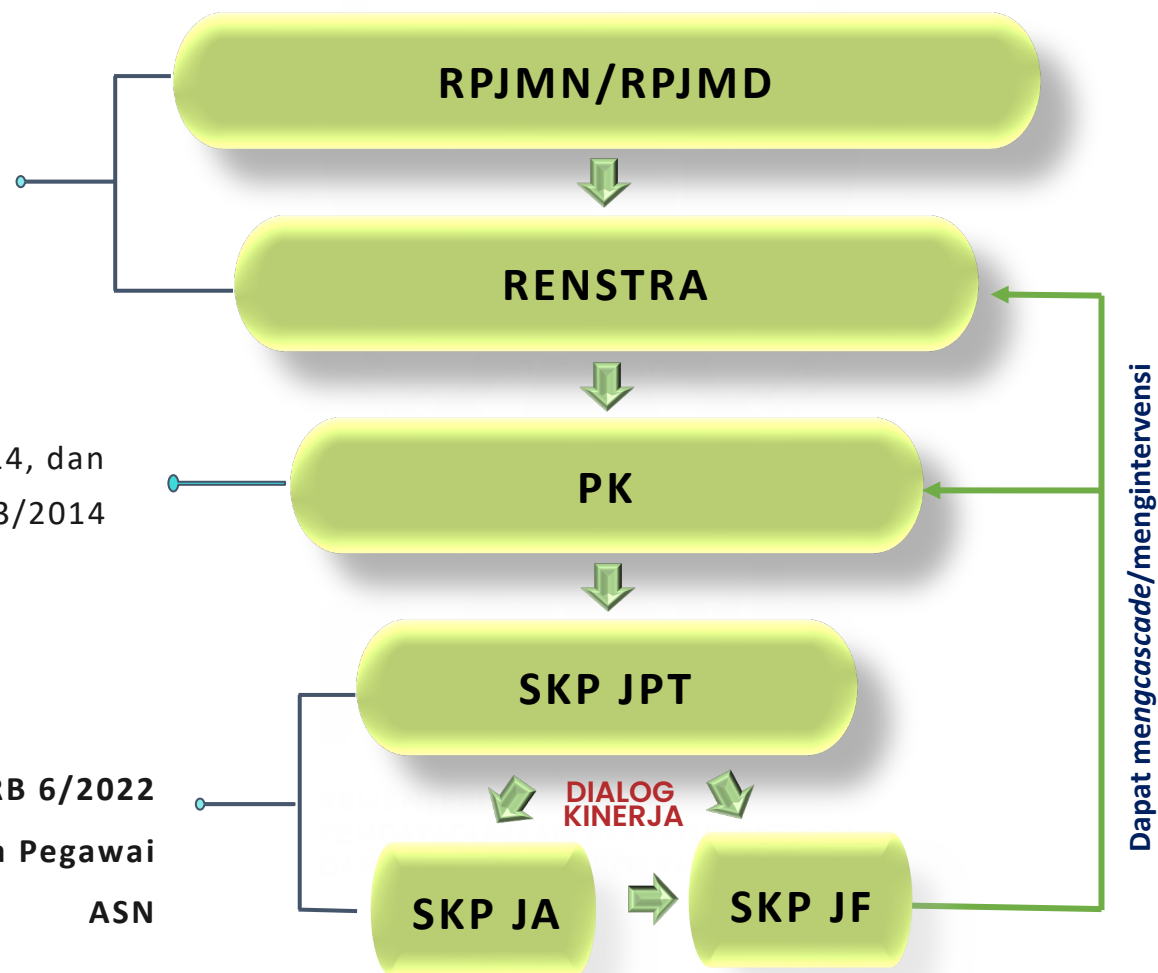 RPJMN/RPJMD
RENSTRA
4, dan
/2014
PK
SKP JPT
RB 6/2022
Pegawai
ASN
DIALOG
KINERJA
SKP JA
SKP JF
Dapat mengcascade/mengintervensi